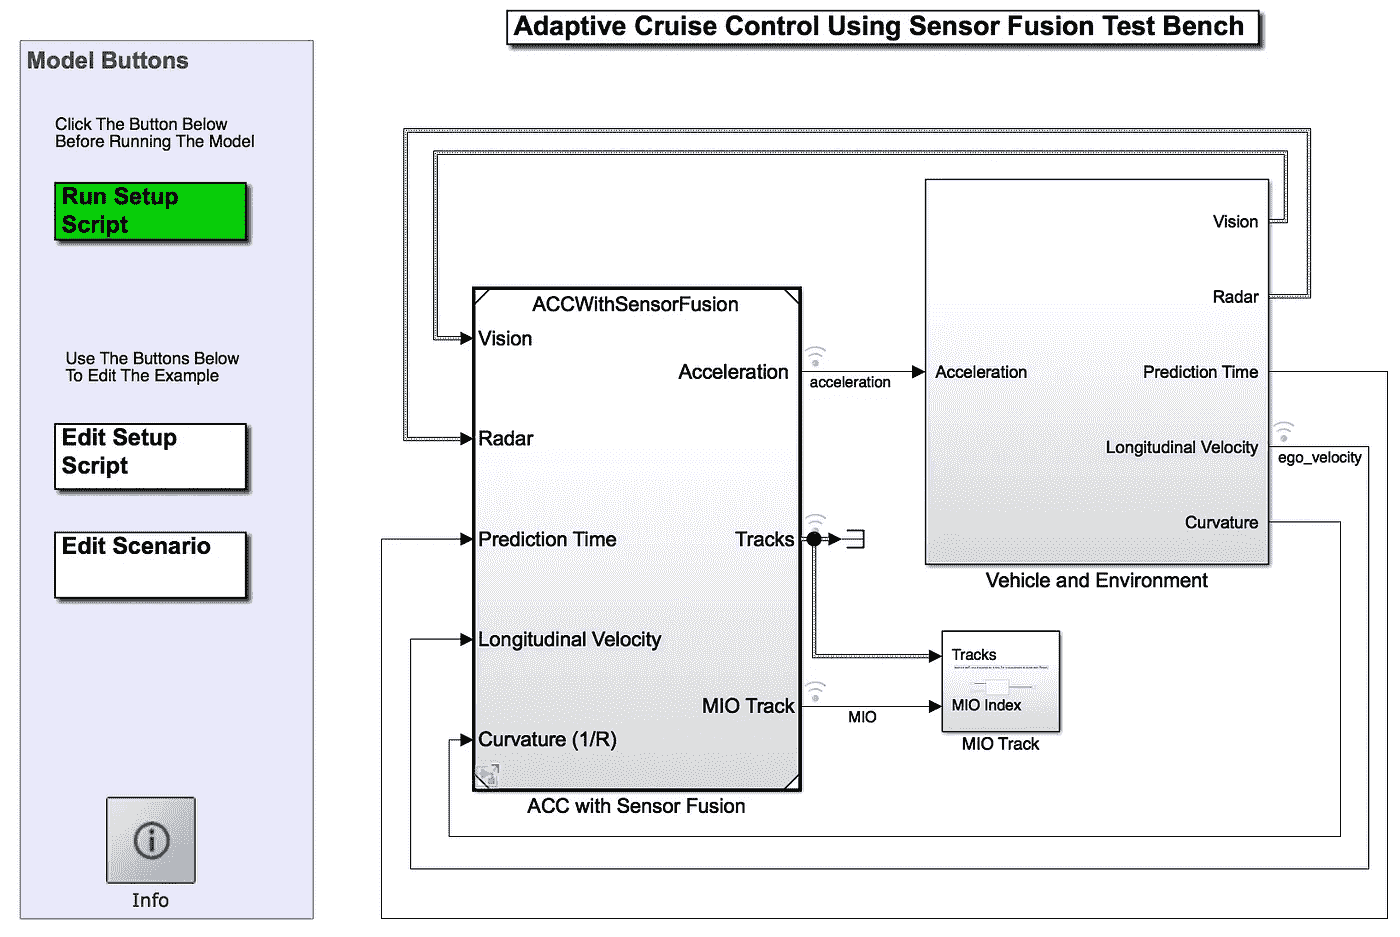 Adaptive Cruise Control Using Sensor Fusion Test Bench
Model Buttons
Click The Button Below
Before Running The Model
Run Setup
Script
Use The Buttons Below
To Edit The Example
Edit Setup
Script
Edit Scenario
Info
ACCWithSensorFusion
Vision
Radar
Prediction Time
Longitudinal Velocity
Curvature (1/R)
Acceleration
Tracks
MIO Track
ACC with Sensor Fusion
acceleration
MIO
Acceleration
Vision
Radar
Prediction Time
Longitudinal Velocity
Curvature
Vehicle and Environment
ego_velocity
Tracks
MIO Index
MIO Track